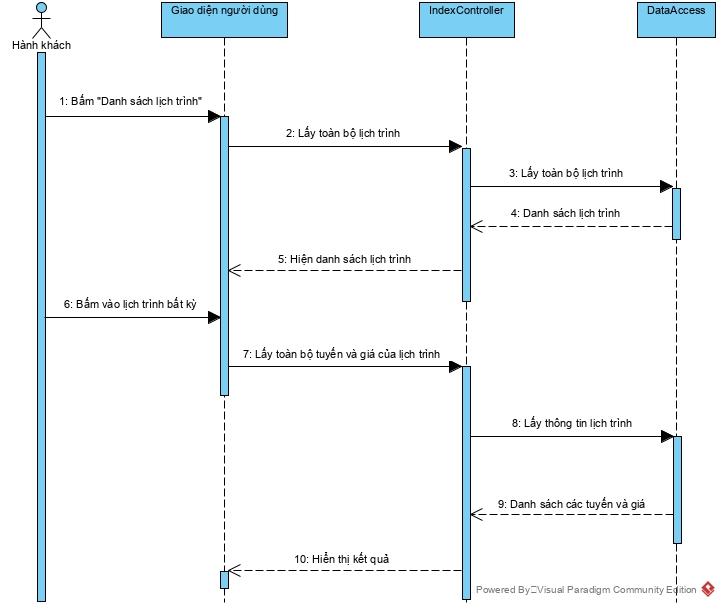 Giao diện người dùng
IndexController
DataAccess
Hành khách
1: Bấm "Danh sách lịch trình"
2: Lấy toàn bộ lịch trình
3: Lấy toàn bộ lịch trình
4: Danh sách lịch trình
5: Hiện danh sách lịch trình
6: Bấm vào lịch trình bất kỳ
7: Lấy toàn bộ tuyến và giá của lịch trình
8: Lấy thông tin lịch trình
9: Danh sách các tuyến và giá
10: Hiển thị kết quả
Powered By Visual Paradigm Community Edition